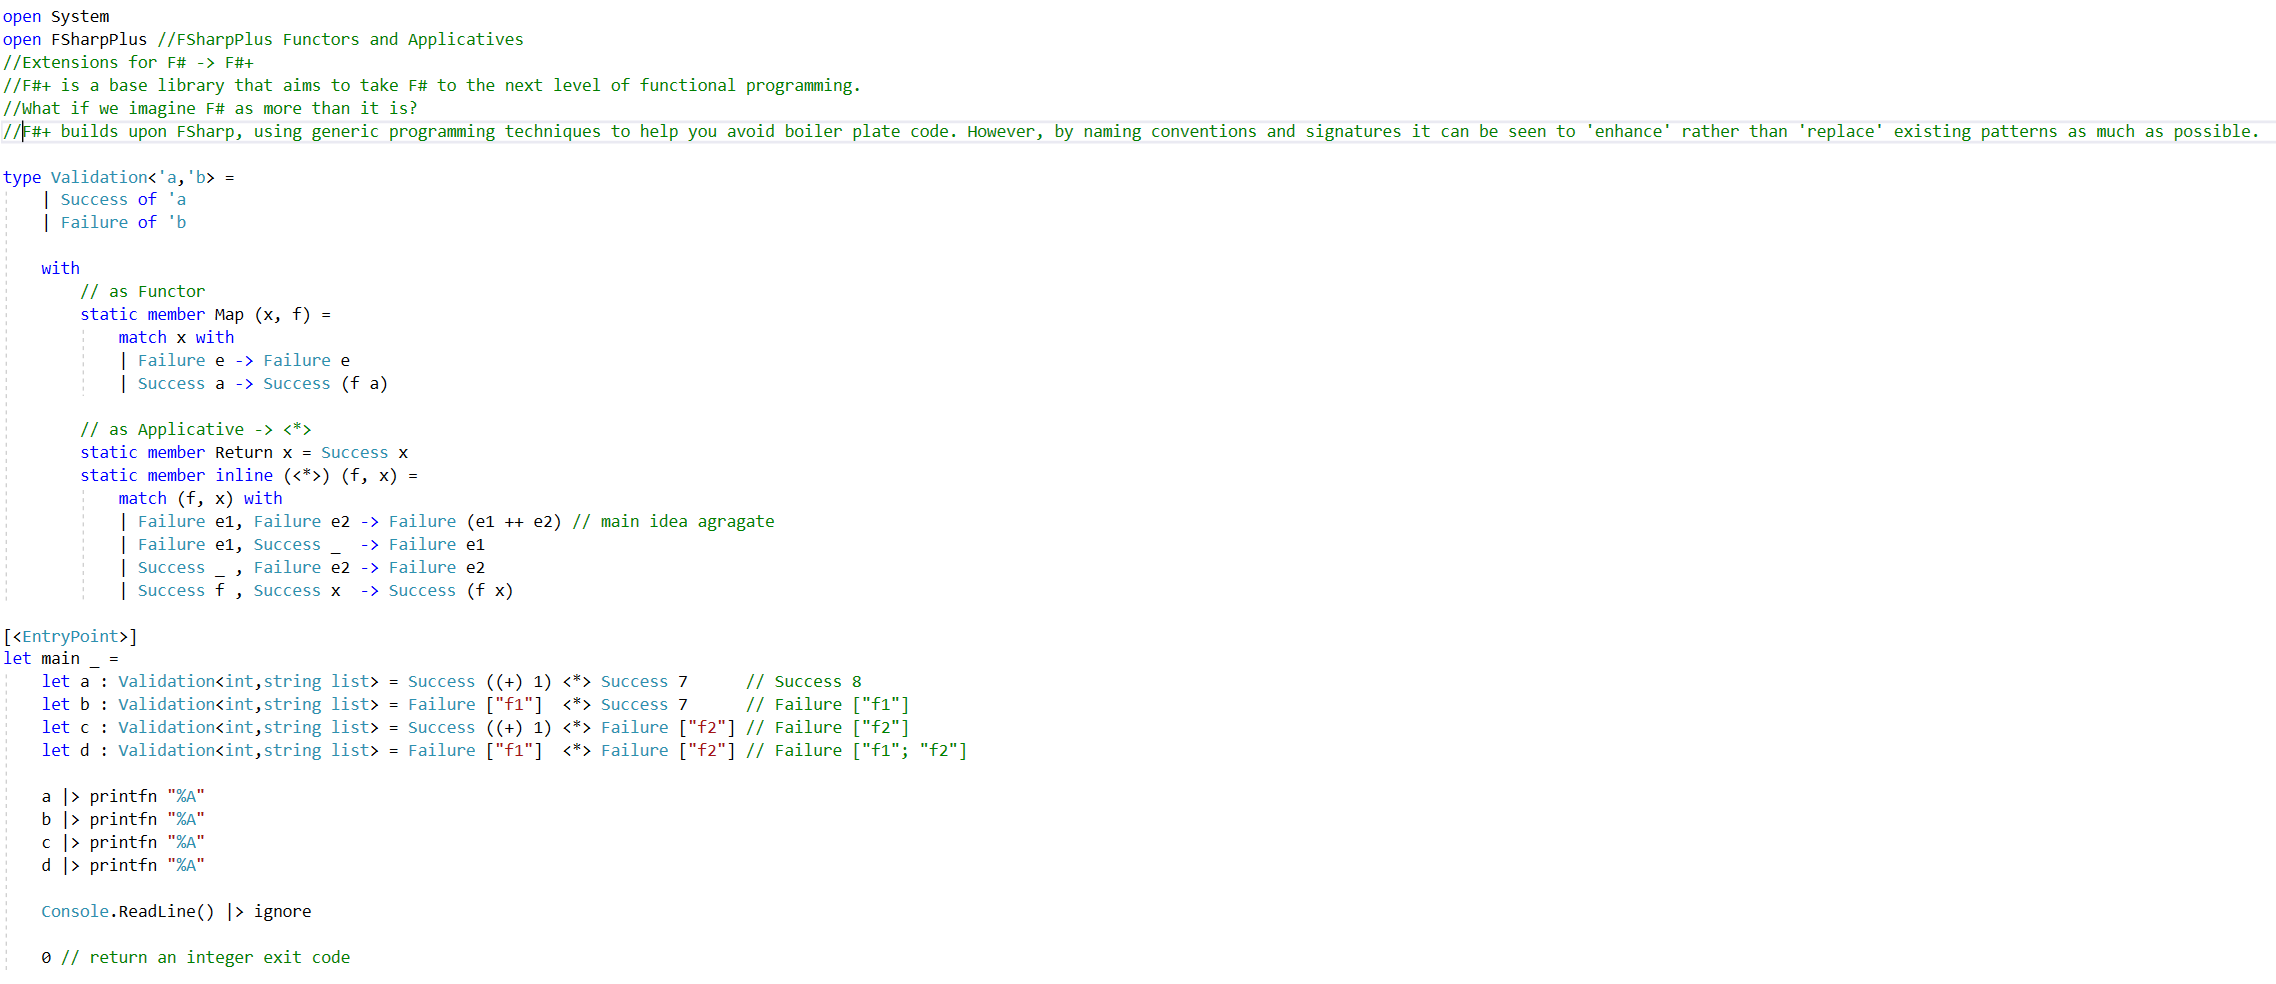 open System
open FSharpPlus //FSharpPlus Functors and Applicatives
//Extensions for F# -> F#+
//F#+ is a base library that aims to take F# to the next level of functional programming.
//What if we imagine F# as more than it is?
//F#+ builds upon FSharp, using generic programming techniques to help you avoid boiler plate code. However, by naming conventions and signatures it can be seen to 'enhance' rather than 'replace' existing patterns as much as possible.

type Validation<'a,'b> =
    | Success of 'a
    | Failure of 'b

    with
        // as Functor
        static member Map (x, f) =
            match x with
            | Failure e -> Failure e
            | Success a -> Success (f a)

        // as Applicative -> <*>
        static member Return x = Success x
        static member inline (<*>) (f, x) =
            match (f, x) with
            | Failure e1, Failure e2 -> Failure (e1 ++ e2) // main idea agragate
            | Failure e1, Success _  -> Failure e1
            | Success _ , Failure e2 -> Failure e2
            | Success f , Success x  -> Success (f x)

[<EntryPoint>]
let main _ =
    let a : Validation<int,string list> = Success ((+) 1) <*> Success 7      // Success 8
    let b : Validation<int,string list> = Failure ["f1"]  <*> Success 7      // Failure ["f1"]
    let c : Validation<int,string list> = Success ((+) 1) <*> Failure ["f2"] // Failure ["f2"]
    let d : Validation<int,string list> = Failure ["f1"]  <*> Failure ["f2"] // Failure ["f1"; "f2"]

    a |> printfn "%A"
    b |> printfn "%A"
    c |> printfn "%A"
    d |> printfn "%A"

    Console.ReadLine() |> ignore

    0 // return an integer exit code